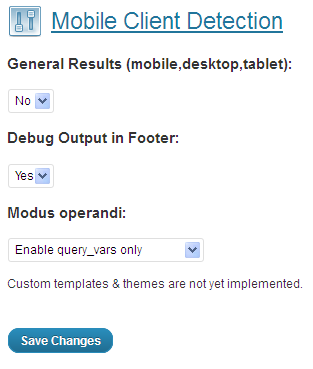 Mobile Client Detection
General Results (mobile,desktop,tablet):
No
Debug Output in Footer:
Yes
Modus operandi:
Enable query_vars only
Custom templates & themes are not yet implemented.
Save Changes